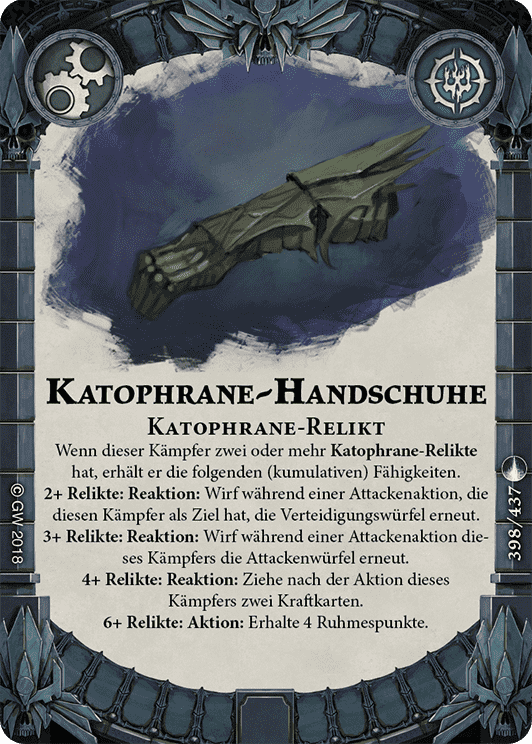 Katophrane-Handschuhe
Katophrane-Relikt
Wenn dieser Kämpfer zwei oder mehr Katophrane-Relikte
hat, erhält er die folgenden (kumulativen) Fähigkeiten.
2+ Relikte: Reaktion: Wirf während einer Attackenaktion, die
diesen Kämpfer als Ziel hat, die Verteidigungswürfel erneut.
3+ Relikte: Reaktion: Wirf während einer Attackenaktion die-
ses Kämpfers die Attackenwürfel erneut.
4+ Relikte: Reaktion: Ziehe nach der Aktion dieses
Kämpfers zwei Kraftkarten.
6+ Relikte: Aktion: Erhalte 4 Ruhmespunkte.
© GW 2018
398/437